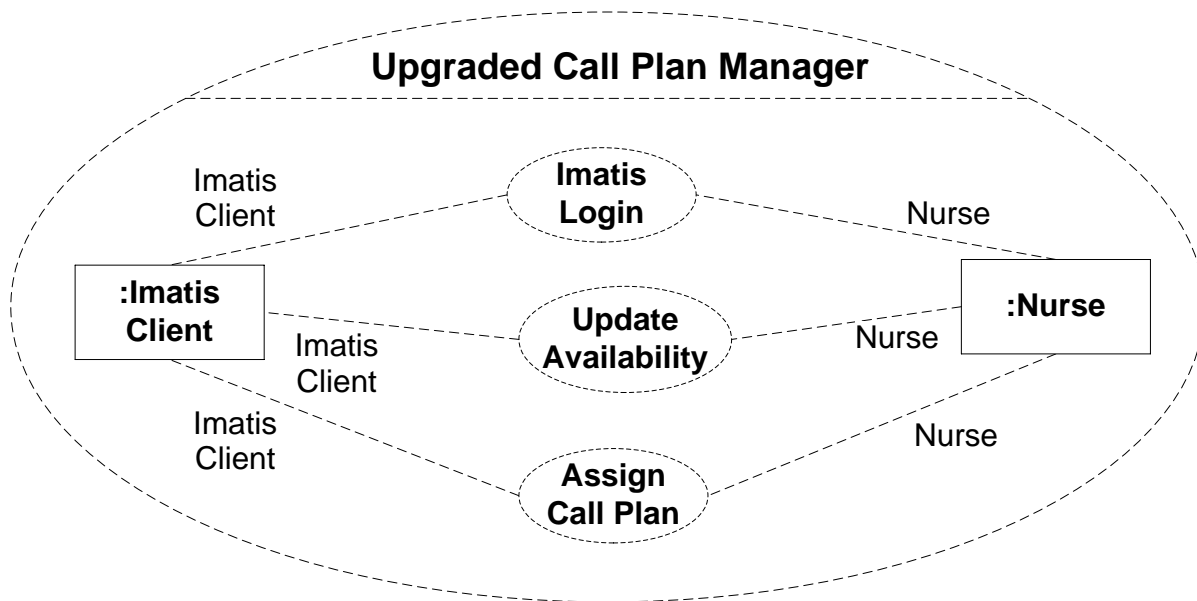 Upgraded Call Plan Manager
Imatis
Client
Imatis
Login
Nurse
:Imatis
Client
Imatis
Client
Update
Availability
Nurse
:Nurse
Imatis
Client
Assign
Call Plan
Nurse